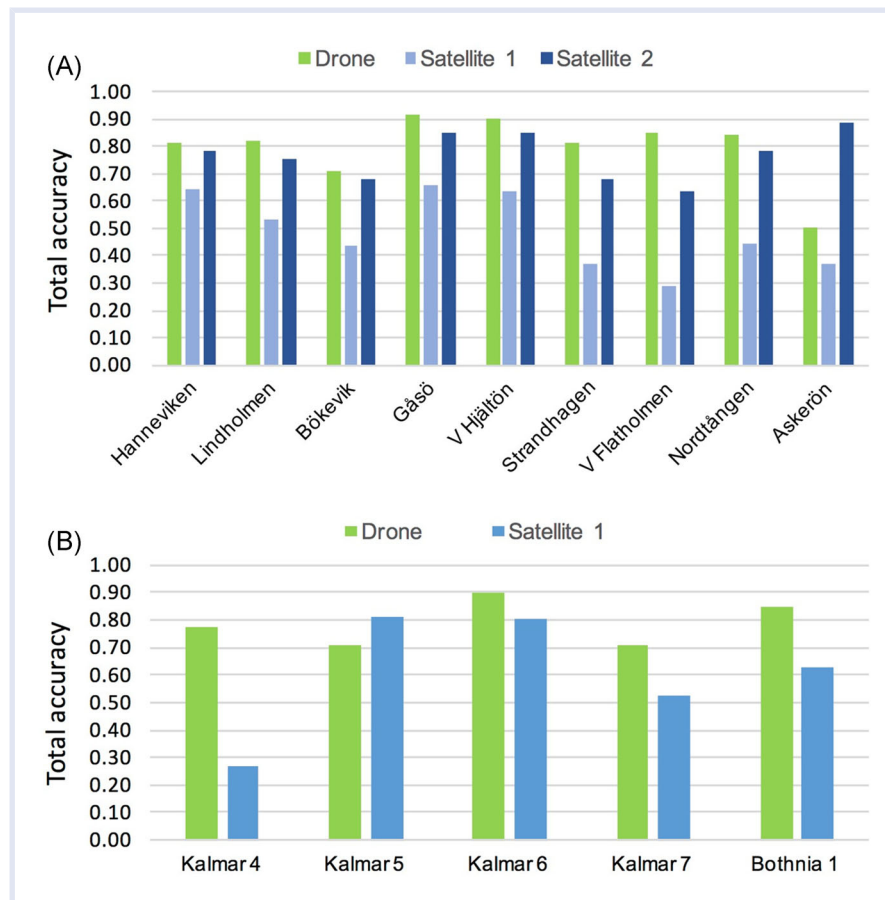 (A)
Drone Satellite 1 Satellite 2
Total accuracy
1.00
0.90
0.80
0.70
0.60
0.50
0.40
0.30
0.20
0.10
0.00
Hanneviken Lindholmen Bökevik Gåsö V Hjältön Strandhagen V Flatholmen Nordtången Askerön
(B)
Drone Satellite 1
Total accuracy
1.00
0.90
0.80
0.70
0.60
0.50
0.40
0.30
0.20
0.10
0.00
Kalmar 4 Kalmar 5 Kalmar 6 Kalmar 7 Bothnia 1